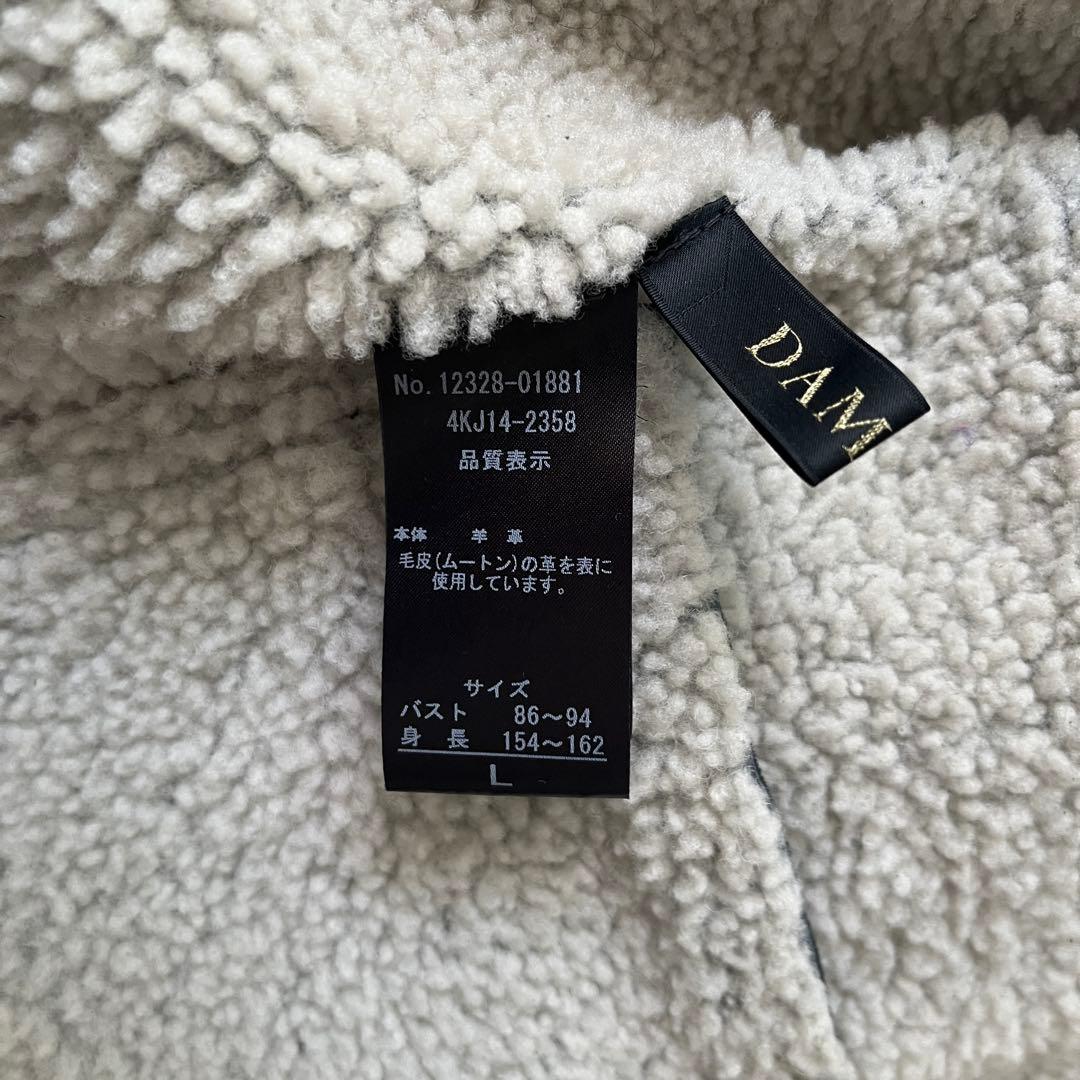 No. 12328-01881
4KJ14-2358
品質表示
本体 羊革
毛皮(ムートン)の革を表に
使用しています。
サイズ
バスト 86～94
身長 154～162
L
DAM